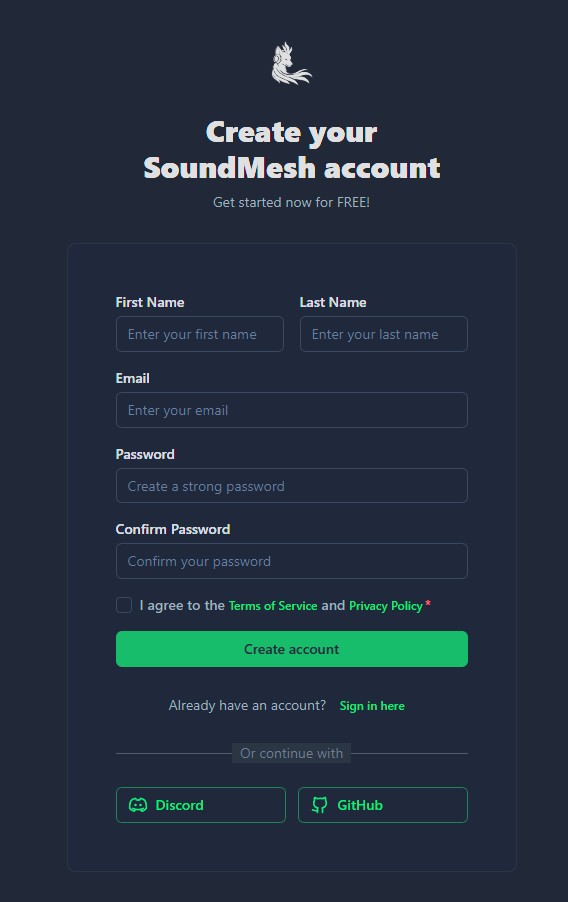 Create your
SoundMesh account
Get started now for FREE!
First Name
Last Name
Enter your first name
Enter your last name
Email
Enter your email
Password
Create a strong password
Confirm Password
Confirm your password
I agree to the Terms of Service and Privacy Policy *
Create account
Already have an account? Sign in here
Or continue with
Discord
GitHub